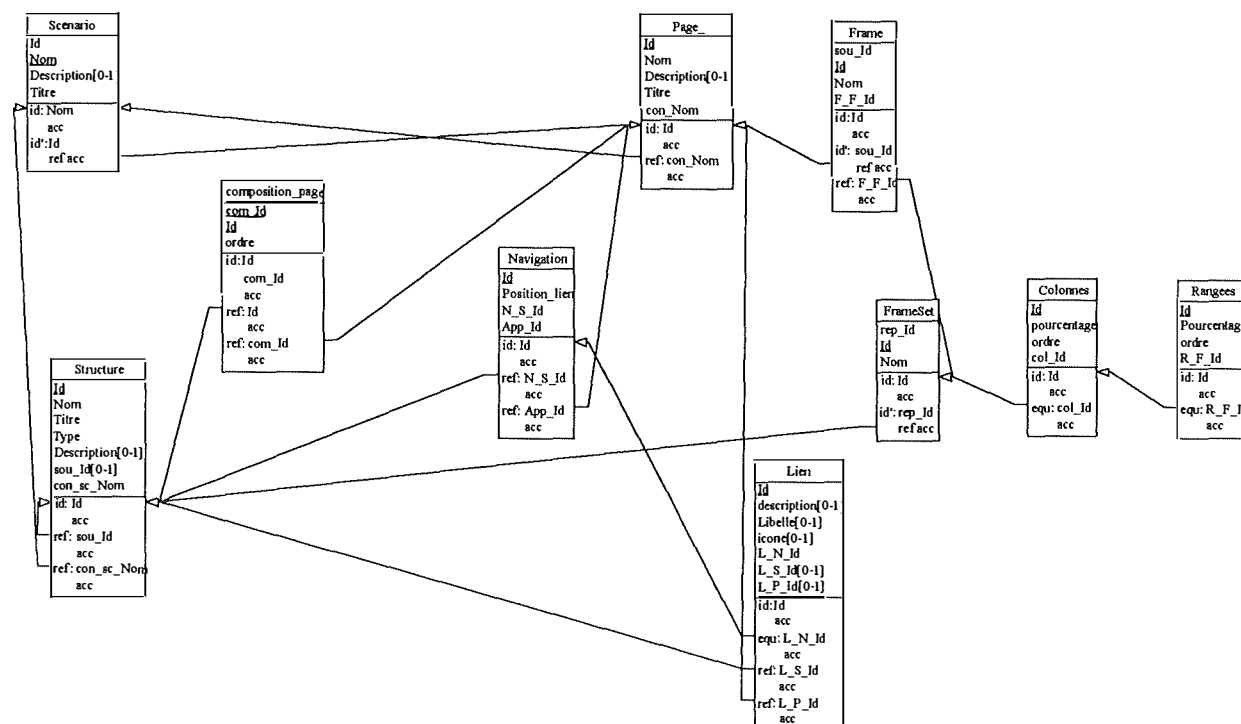 Scenario
Id
Nom
Description[0-1
Titre
id: Nom
acc
id':Id
ref acc
Page_
Id
Nom
Description[0-1
Titre
con_Nom
id: Id
acc
ref: con_Nom
acc
Frame
sou_Id
Id
Nom
F_F_Id
id:Id
acc
id': sou_Id
ref acc
ref: F_F_Id
acc
composition_page
com_Id
Id
ordre
id:Id
com_Id
acc
ref: Id
acc
ref: com_Id
acc
Navigation
Id
Position_lien
N_S_Id
App_Id
id: Id
acc
ref: N_S_Id
acc
ref: App_Id
acc
FrameSet
rep_Id
Id
Nom
id: Id
acc
id': rep_Id
ref acc
Colonnes
Id
pourcentage
ordre
col_Id
id: Id
acc
equ: col_Id
acc
Rangees
Id
Pourcentag
ordre
R_F_Id
id: Id
acc
equ: R_F_I
acc
Structure
Id
Nom
Titre
Type
Description[0-1]
sou_Id[0-1]
con_sc_Nom
id: Id
acc
ref: sou_Id
acc
ref: con_sc_Nom
acc
Lien
Id
description[0-1
Libelle[0-1]
icone[0-1]
L_N_Id
L_S_Id[0-1]
L_P_Id[0-1]
id:Id
acc
equ: L_N_Id
acc
ref: L_S_Id
acc
ref: L_P_Id
acc